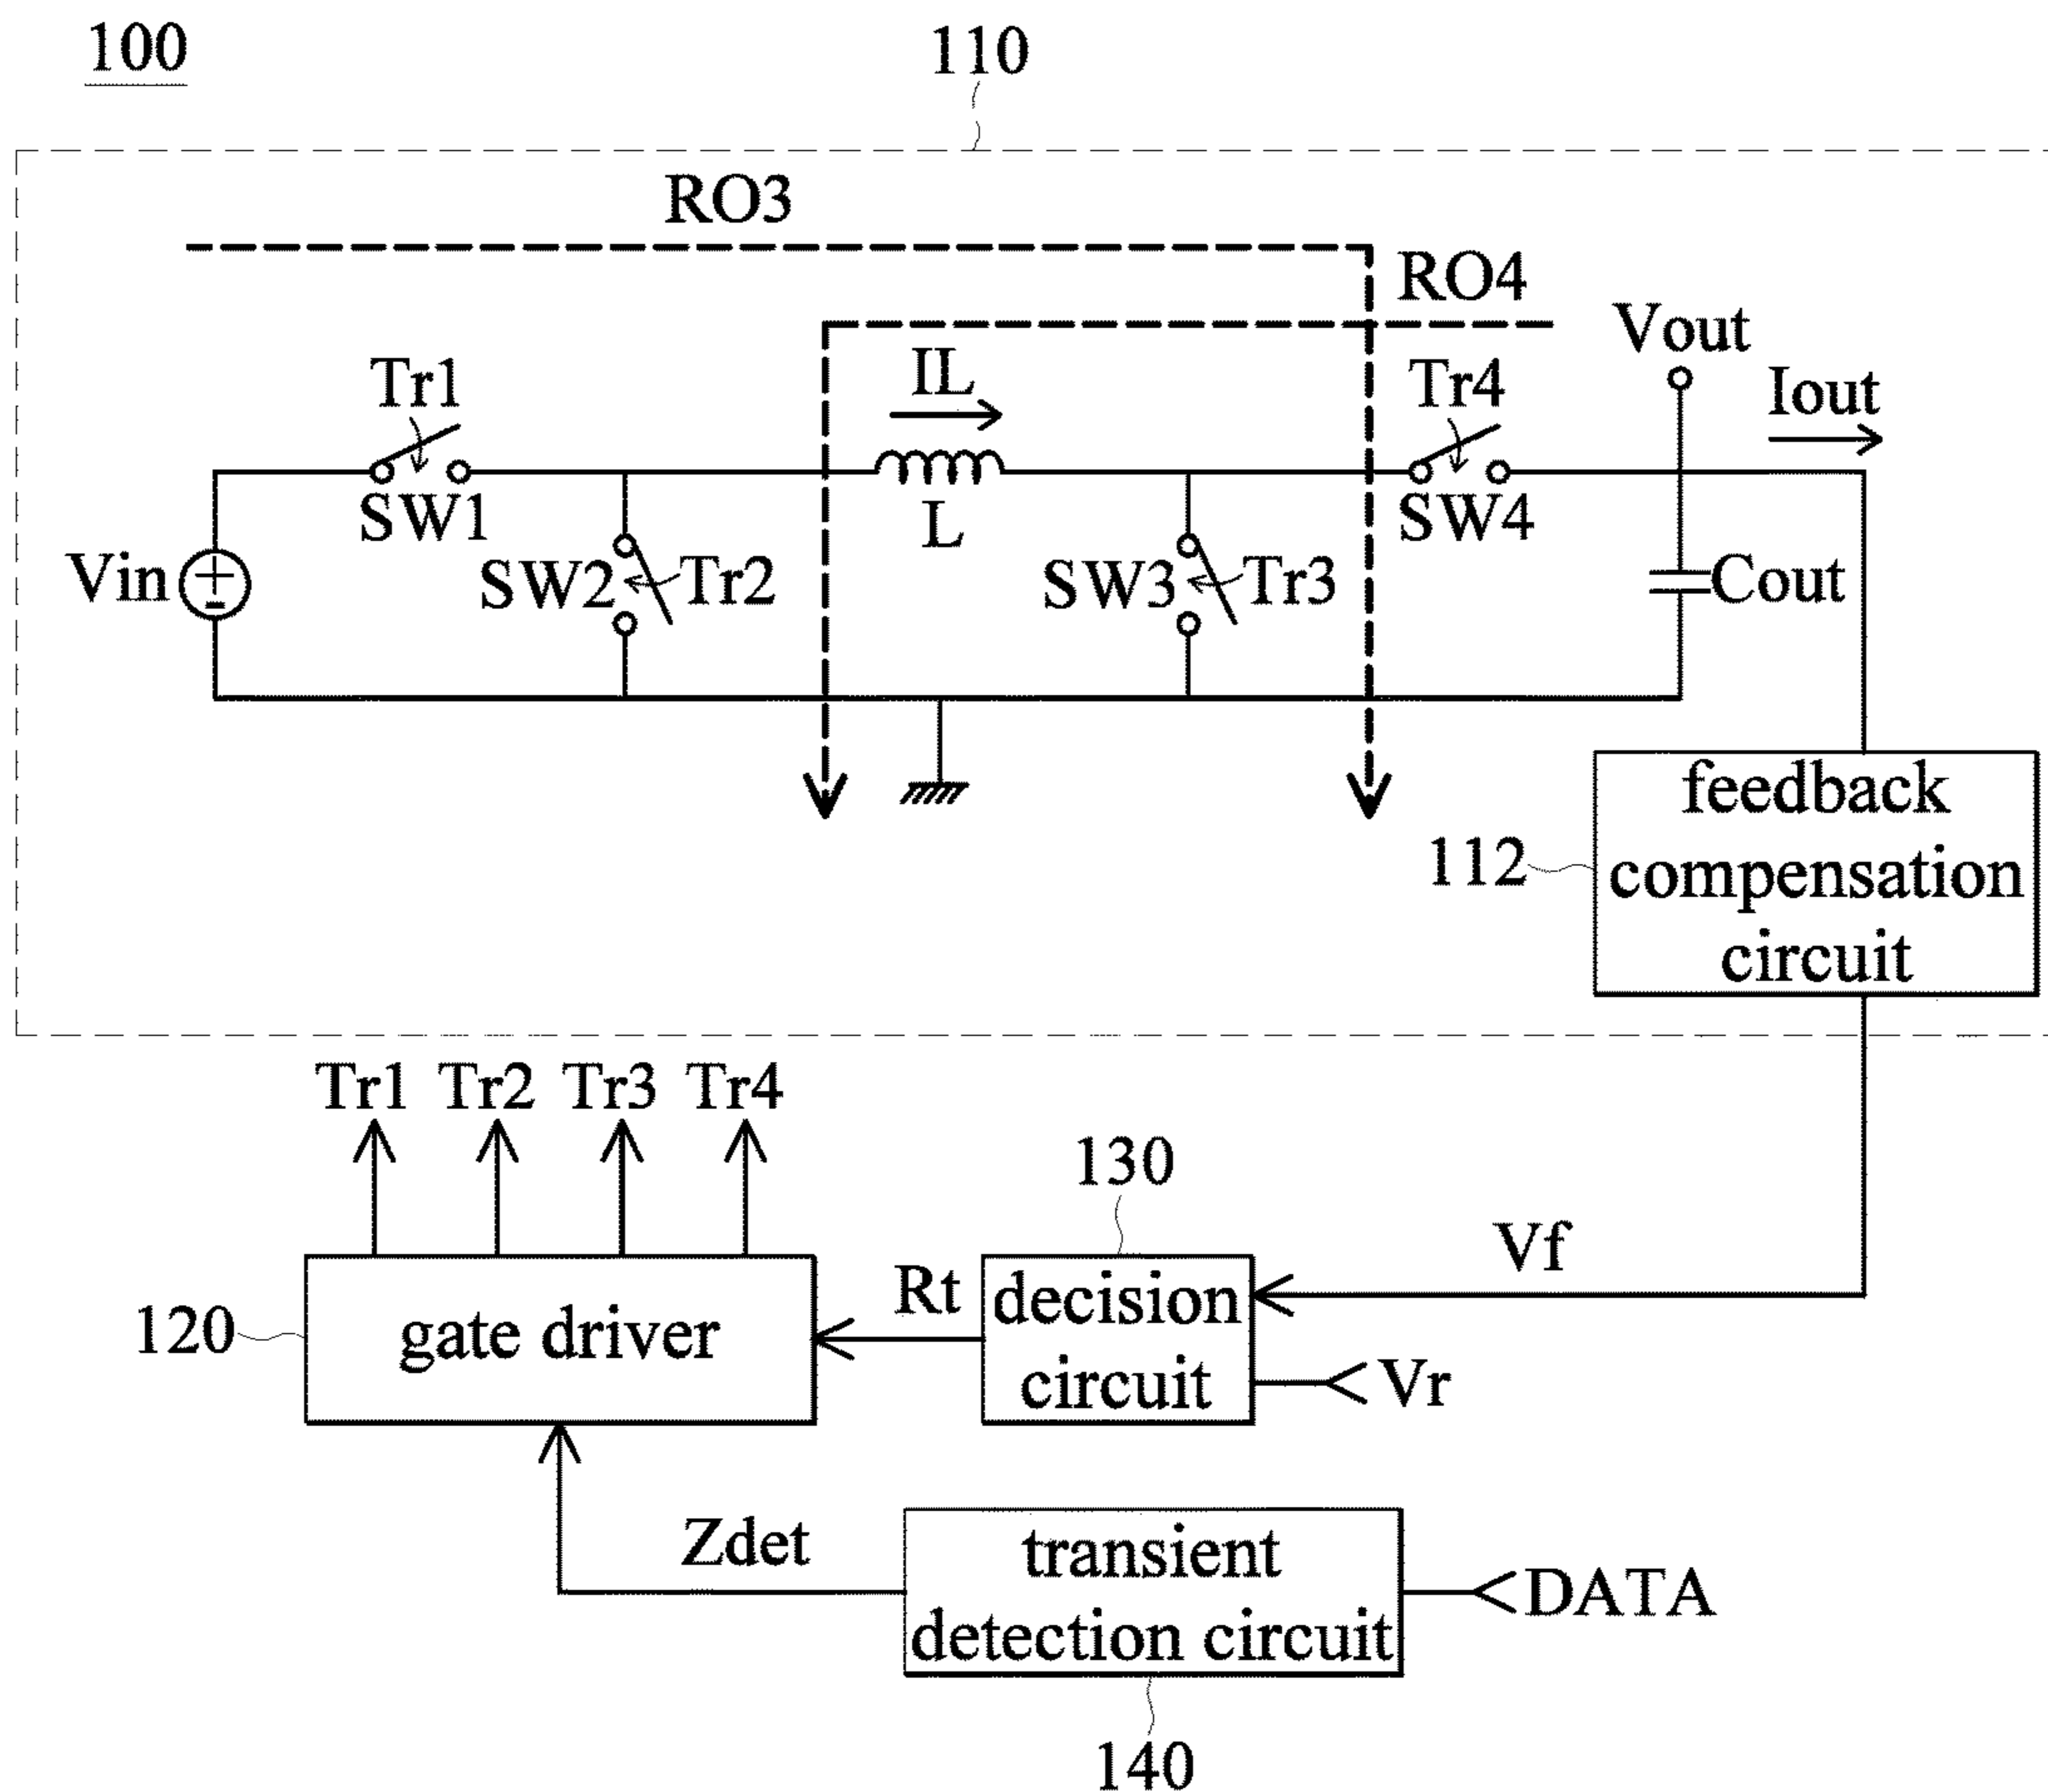 100
110
RO3
RO4
Vout
IL
Tr1
Tr4
Iout
SW1
L
SW4
Vin
SW2
Tr2
SW3
Tr3
Cout
feedback
compensation
circuit
112
Tr1 Tr2 Tr3 Tr4
130
Vf
Rt
decision
circuit
120
gate driver
Vr
Zdet
transient
detection circuit
DATA
140